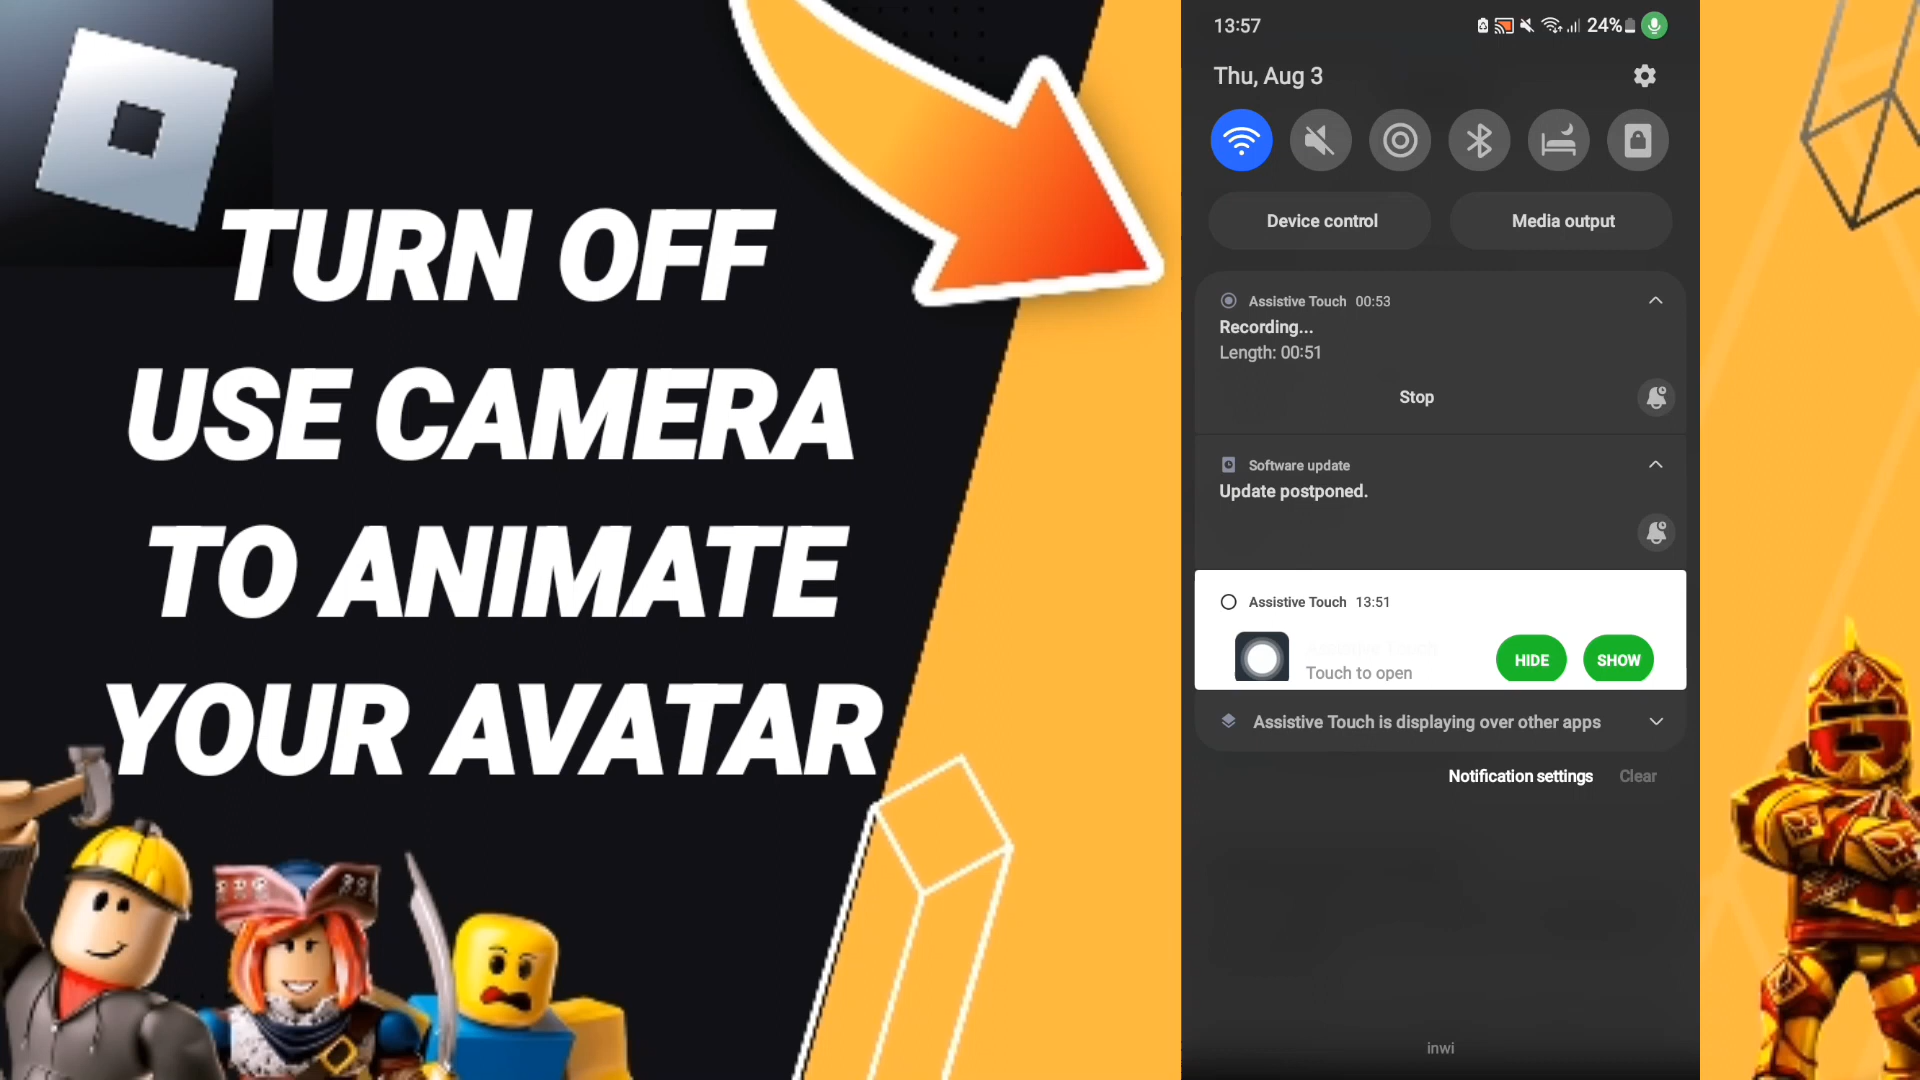 TURN OFF
USE CAMERA
TO ANIMATE
YOUR AVATAR
13:57
24%
Thu, Aug 3
Device control
Media output
Assistive Touch 00:53
Recording...
Length: 00:51
Stop
Software update
Update postponed.
Assistive Touch 13:51
Assistive Touch
Touch to open
HIDE
SHOW
Assistive Touch is displaying over other apps
Notification settings
Clear
inwi